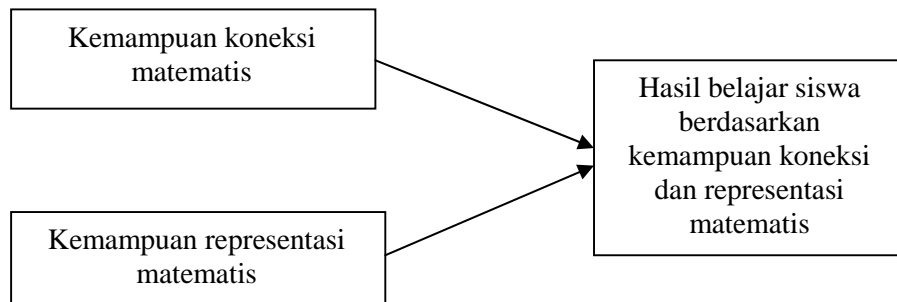 Kemampuan koneksi
matematis
Hasil belajar siswa
berdasarkan
kemampuan koneksi
dan representasi
matematis
Kemampuan representasi
matematis